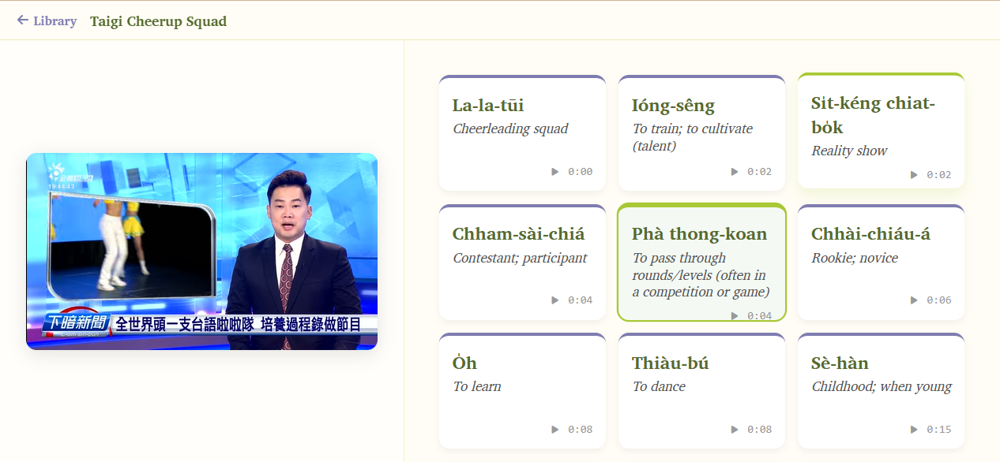 ← Library Taigi Cheerup Squad
19:44:43
下暗新聞
全世界頭一支台語啦啦隊 培養過程錄做節目
La-la-tūi
Cheerleading squad
0:00
Ióng-sêng
To train; to cultivate
(talent)
0:02
Si̍t-kéng chiat-
bo̍k
Reality show
0:02
Chham-sài-chiá
Contestant; participant
0:04
Phà thong-koan
To pass through
rounds/levels (often in
a competition or game)
0:04
Chhài-chiáu-á
Rookie; novice
0:06
O̍h
To learn
0:08
Thiàu-bú
To dance
0:08
Sè-hàn
Childhood; when young
0:15